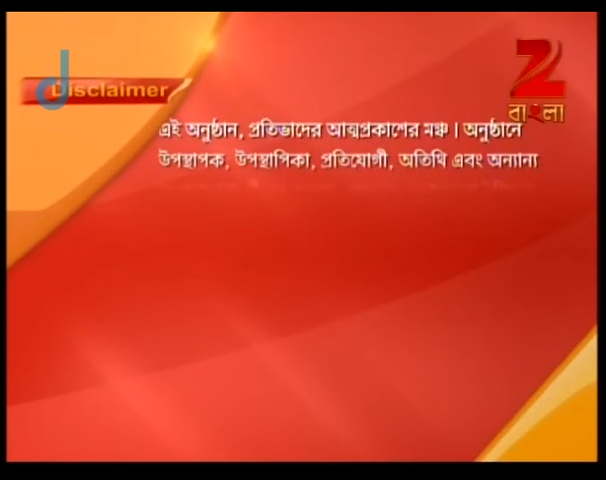 Disclaimer
Z
বাংলা
এই অনুষ্ঠান, প্রতিভাদের আত্মপ্রকাশের মঞ্চ । অনুষ্ঠানে
উপস্থাপক, উপস্থাপিকা, প্রতিযোগী, অতিথি এবং অন্যান্য